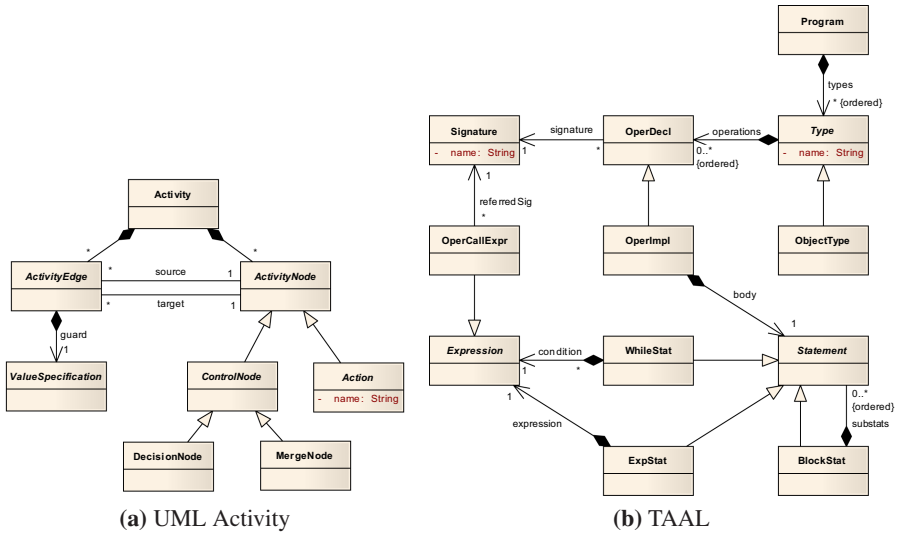 Activity
*
*
ActivityEdge
*
source
1
ActivityNode
*
target
1
guard
1
ValueSpecification
ControlNode
Action
- name: String
DecisionNode
MergeNode
(a) UML Activity
Program
types
* {ordered}
Signature
- name: String
signature
1
*
OperDecl
operations
0..*
{ordered}
Type
- name: String
1
referredSig
*
OperCallExpr
OperImpl
ObjectType
body
1
Expression
condition
1
*
WhileStat
Statement
1
expression
0..*
{ordered}
substats
ExpStat
BlockStat
(b) TAAL